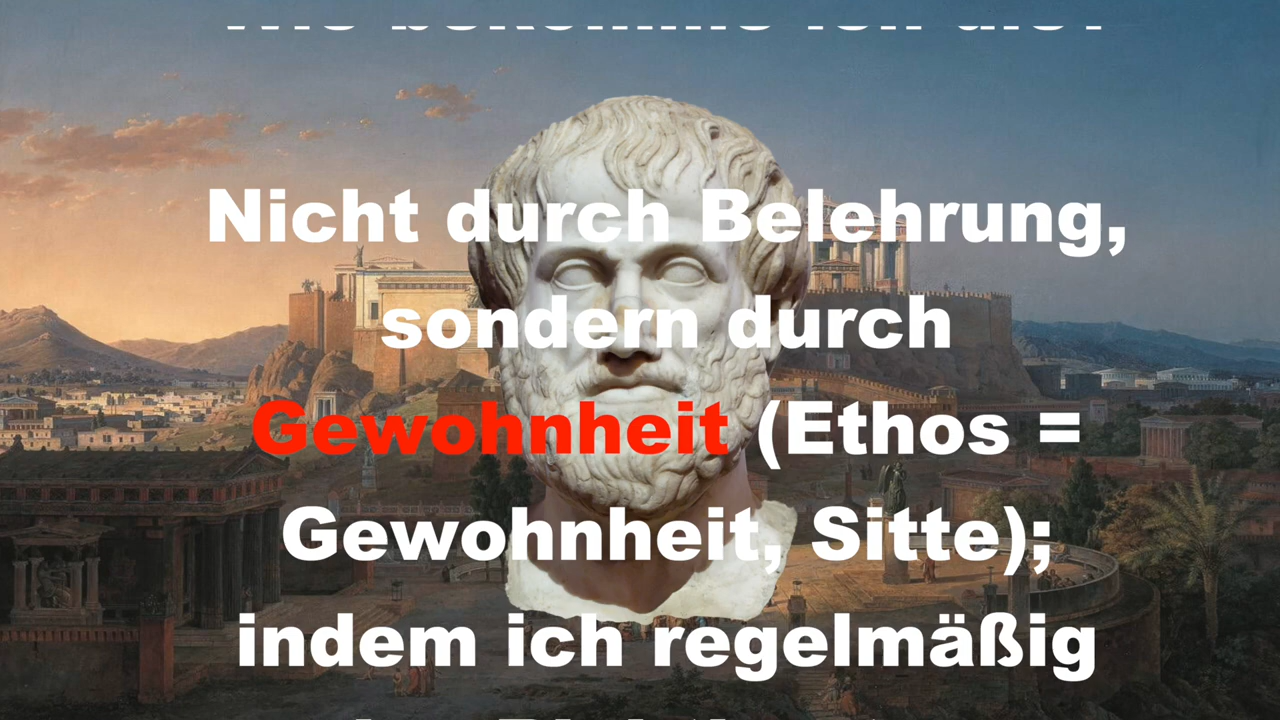 Nicht durch Belehrung,
sondern durch
Gewohnheit (Ethos =
Gewohnheit, Sitte);
indem ich regelmäßig